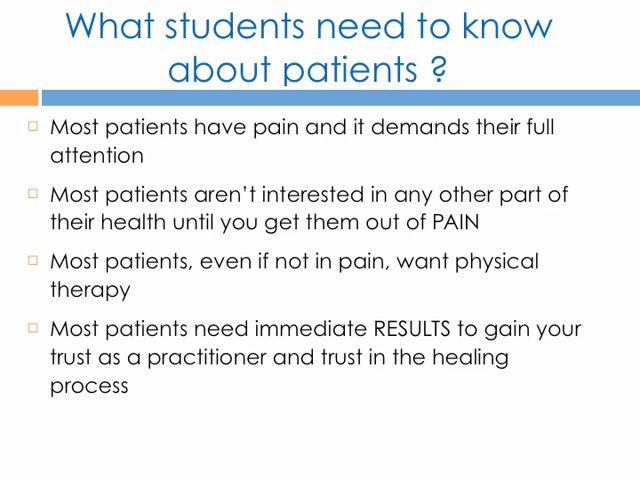 What students need to know
about patients ?
Most patients have pain and it demands their full
attention
Most patients aren't interested in any other part of
their health until you get them out of PAIN
Most patients, even if not in pain, want physical
therapy
Most patients need immediate RESULTS to gain your
trust as a practitioner and trust in the healing
process